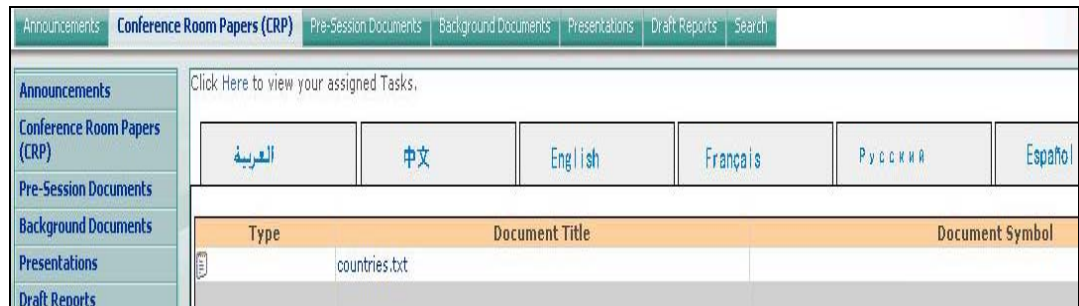 Announcements Conference Room Papers (CRP) Pre-Session Documents Background Documents Presentations Draft Reports Search
Click Here to view your assigned Tasks.
Announcements
Conference Room Papers
(CRP)
Pre-Session Documents
Background Documents
Presentations
Draft Reports
العربية 中文 English Français Русский Español
Type Document Title Document Symbol
countries.txt